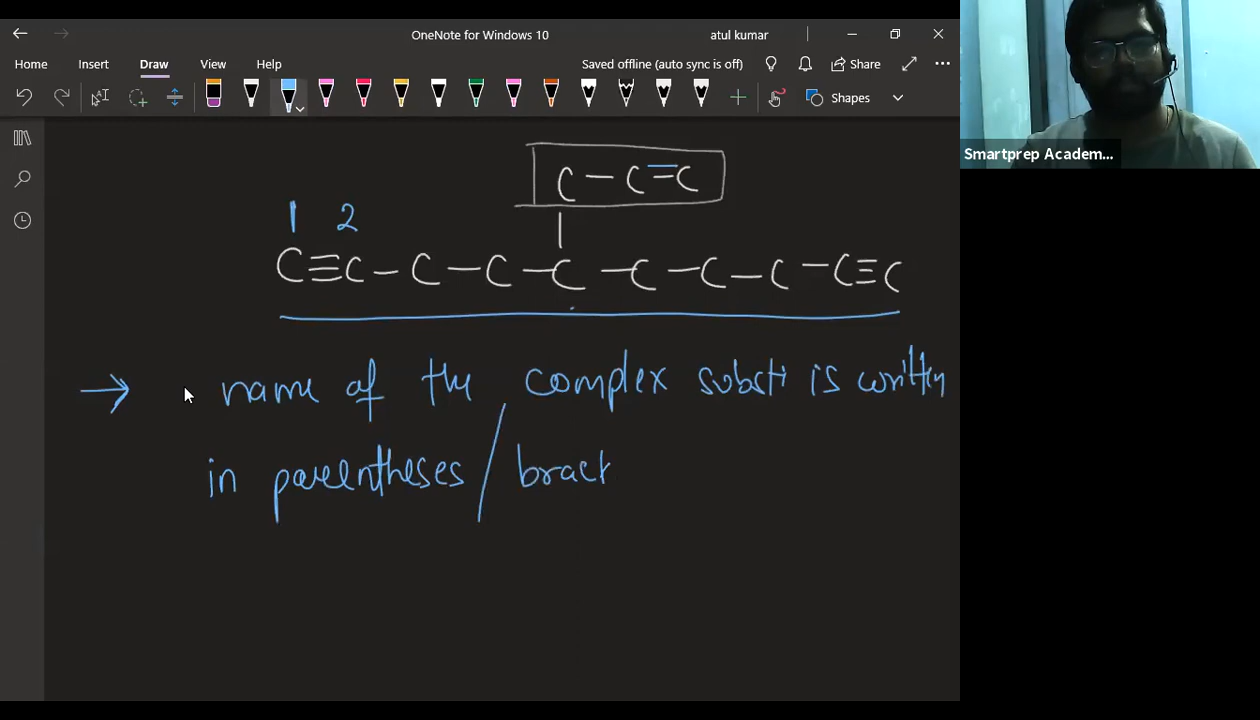 OneNote for Windows 10
atul kumar
Home Insert Draw View Help
Saved offline (auto sync is off)
Share
Shapes
Smartprep Academ...
C — C = C
|
1 2
C ≡ C — C — C — C — C — C — C — C ≡ C
→ name of the complex substi is written
in parentheses / brack